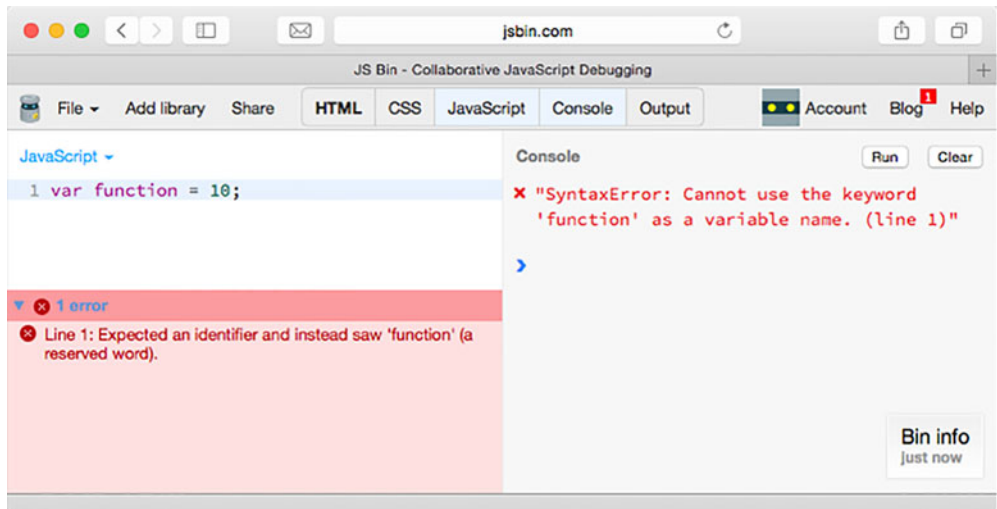 jsbin.com
JS Bin - Collaborative JavaScript Debugging
+
File Add library Share HTML CSS JavaScript Console Output Account Blog 1 Help
JavaScript
Console Run Clear
1 var function = 10;
"SyntaxError: Cannot use the keyword
'function' as a variable name. (line 1)"
1 error
Line 1: Expected an identifier and instead saw 'function' (a
reserved word).
Bin info
just now